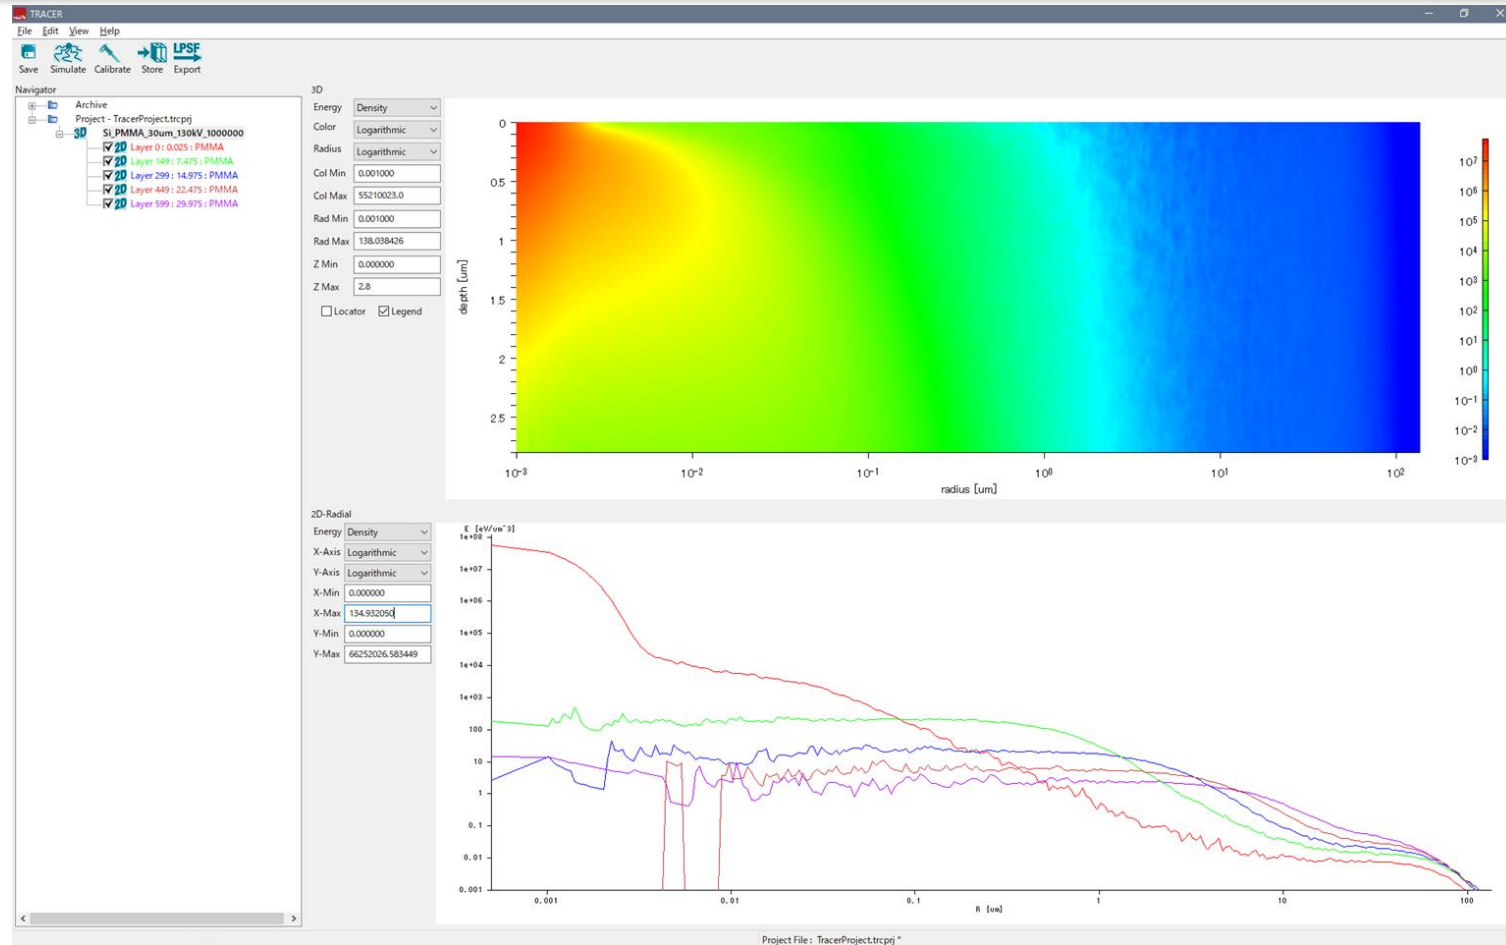 TRACER
File Edit View Help
LPSF
Save Simulate Calibrate Store Export
Navigator
Archive
Project - TracerProject.trcprj
3D Si_PMMA_30um_130kV_1000000
2D Layer 0 : 0.025 : PMMA
2D Layer 149 : 7.475 : PMMA
2D Layer 299 : 14.975 : PMMA
2D Layer 449 : 22.475 : PMMA
2D Layer 599 : 29.975 : PMMA
3D
Energy Density
Color Logarithmic
Radius Logarithmic
Col Min 0.001000
Col Max 55210023.0
Rad Min 0.001000
Rad Max 138.038426
Z Min 0.000000
Z Max 2.8
Locator Legend
depth [um]
0
0.5
1
1.5
2
2.5
10⁻³ 10⁻² 10⁻¹ 10⁰ 10¹ 10²
radius [um]
10⁷
10⁶
10⁵
10⁴
10³
10²
10¹
10⁰
10⁻¹
10⁻²
10⁻³
2D-Radial
Energy Density
X-Axis Logarithmic
Y-Axis Logarithmic
X-Min 0.000000
X-Max 134.932050
Y-Min 0.000000
Y-Max 66252026.583449
E [eV/um^3]
1e+08
1e+07
1e+06
1e+05
1e+04
1e+03
100
10
1
0.1
0.01
0.001
0.001 0.01 0.1 1 10 100
R [um]
Project File : TracerProject.trcprj *